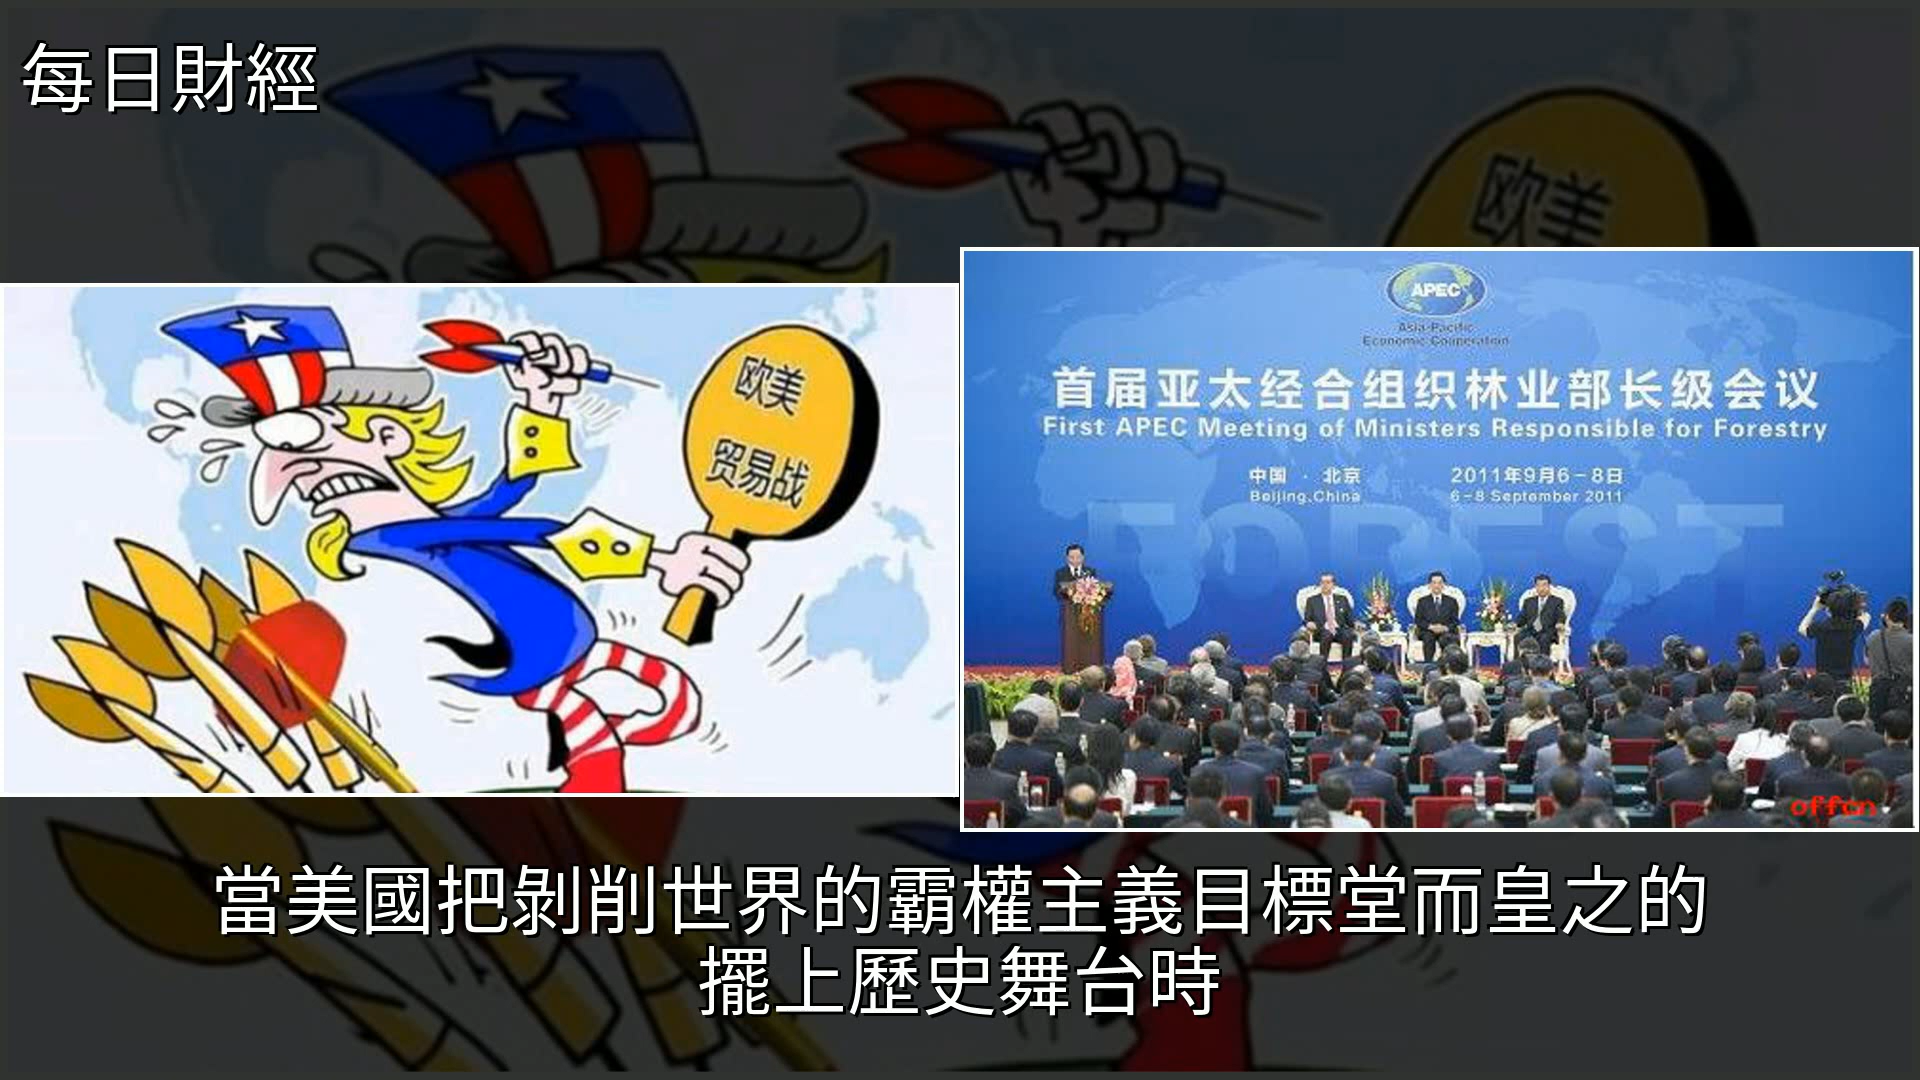 每日財經
欧美
欧美
贸易战
APEC
Asia-Pacific
Economic Cooperation
首届亚太经合组织林业部长级会议
First APEC Meeting of Ministers Responsible for Forestry
中国 · 北京 2011年9月6－8日
Beijing,China 6－8 September 2011
FOREST
offcn
當美國把剝削世界的霸權主義目標堂而皇之的
擺上歷史舞台時